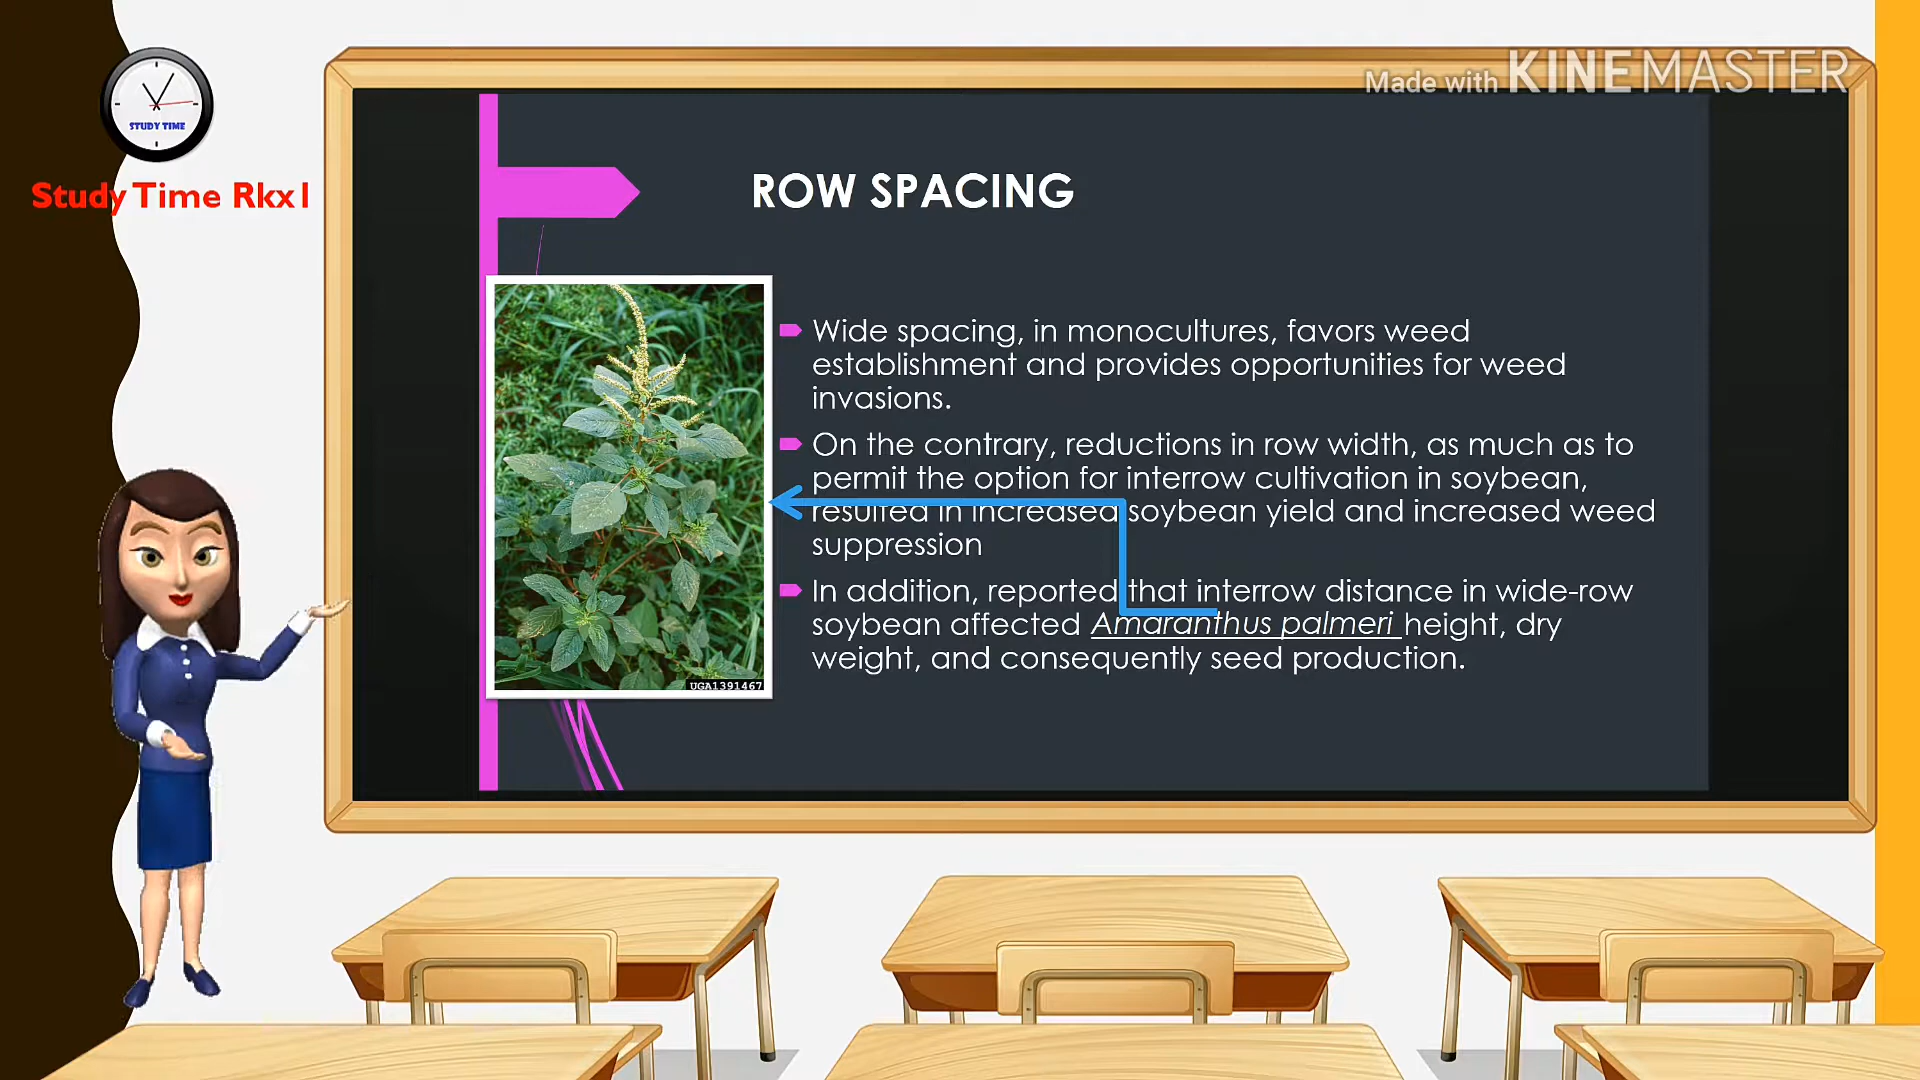 Made with KINEMASTER
STUDY TIME
Study Time Rkx1
ROW SPACING
Wide spacing, in monocultures, favors weed
establishment and provides opportunities for weed
invasions.
On the contrary, reductions in row width, as much as to
permit the option for interrow cultivation in soybean,
resulted in increased soybean yield and increased weed
suppression
In addition, reported that interrow distance in wide-row
soybean affected Amaranthus palmeri height, dry
weight, and consequently seed production.
UGA1391467